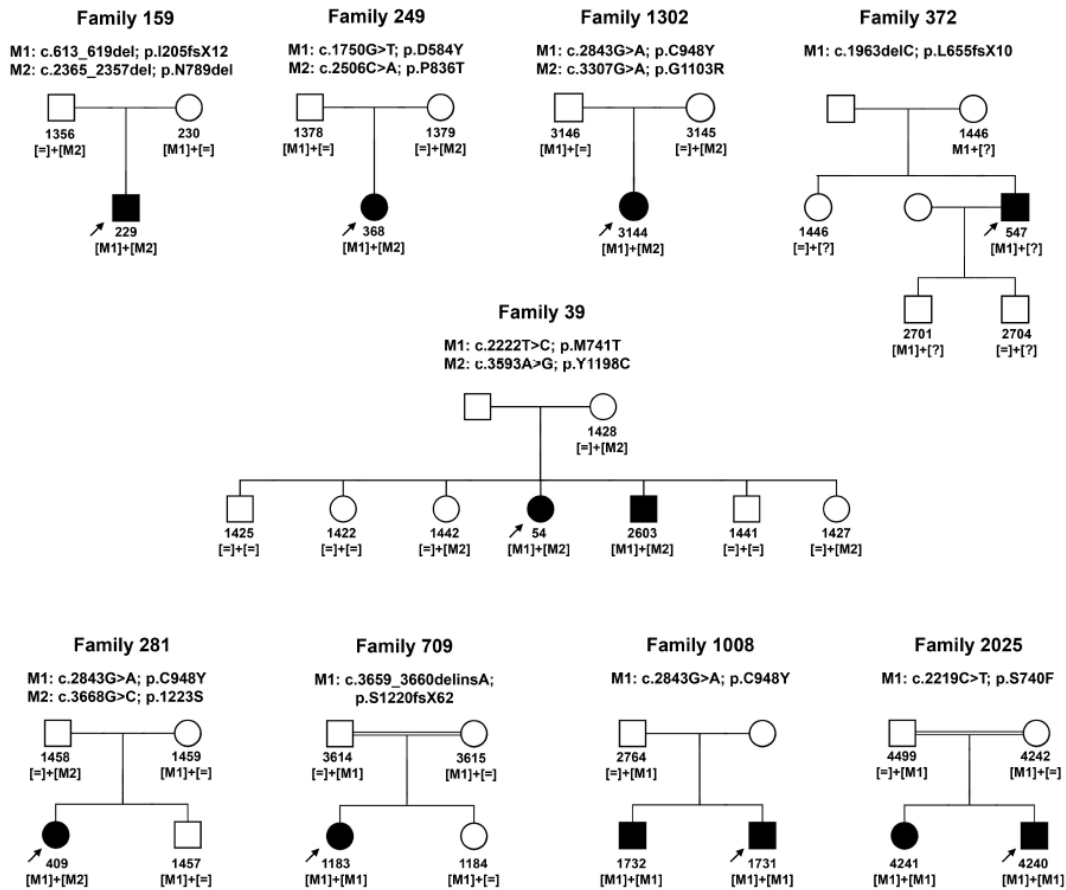 Family 159
M1: c.613_619del; p.I205fsX12
M2: c.2365_2357del; p.N789del
1356
[=]+[M2]
230
[M1]+[=]
229
[M1]+[M2]
Family 249
M1: c.1750G>T; p.D584Y
M2: c.2506C>A; p.P836T
1378
[M1]+[=]
1379
[=]+[M2]
368
[M1]+[M2]
Family 1302
M1: c.2843G>A; p.C948Y
M2: c.3307G>A; p.G1103R
3146
[M1]+[=]
3145
[=]+[M2]
3144
[M1]+[M2]
Family 372
M1: c.1963delC; p.L655fsX10
1446
M1+[?]
1446
[=]+[?]
547
[M1]+[?]
2701
[M1]+[?]
2704
[=]+[?]
Family 39
M1: c.2222T>C; p.M741T
M2: c.3593A>G; p.Y1198C
1428
[=]+[M2]
1425
[=]+[=]
1422
[=]+[=]
1442
[=]+[M2]
54
[M1]+[M2]
2603
[M1]+[M2]
1441
[=]+[=]
1427
[=]+[M2]
Family 281
M1: c.2843G>A; p.C948Y
M2: c.3668G>C; p.1223S
1458
[=]+[M2]
1459
[M1]+[=]
409
[M1]+[M2]
1457
[M1]+[=]
Family 709
M1: c.3659_3660delinsA;
p.S1220fsX62
3614
[=]+[M1]
3615
[M1]+[=]
1183
[M1]+[M1]
1184
[M1]+[=]
Family 1008
M1: c.2843G>A; p.C948Y
2764
[=]+[M1]
1732
[M1]+[M1]
1731
[M1]+[M1]
Family 2025
M1: c.2219C>T; p.S740F
4499
[=]+[M1]
4242
[M1]+[=]
4241
[M1]+[M1]
4240
[M1]+[M1]